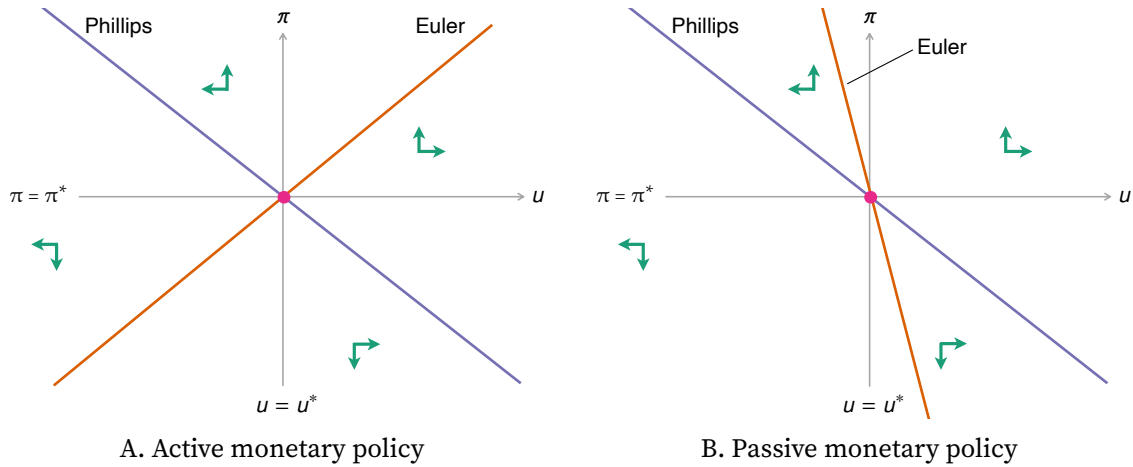 Phillips
π
Euler
π = π*
u
u = u*
A. Active monetary policy
Phillips
π
Euler
π = π*
u
u = u*
B. Passive monetary policy